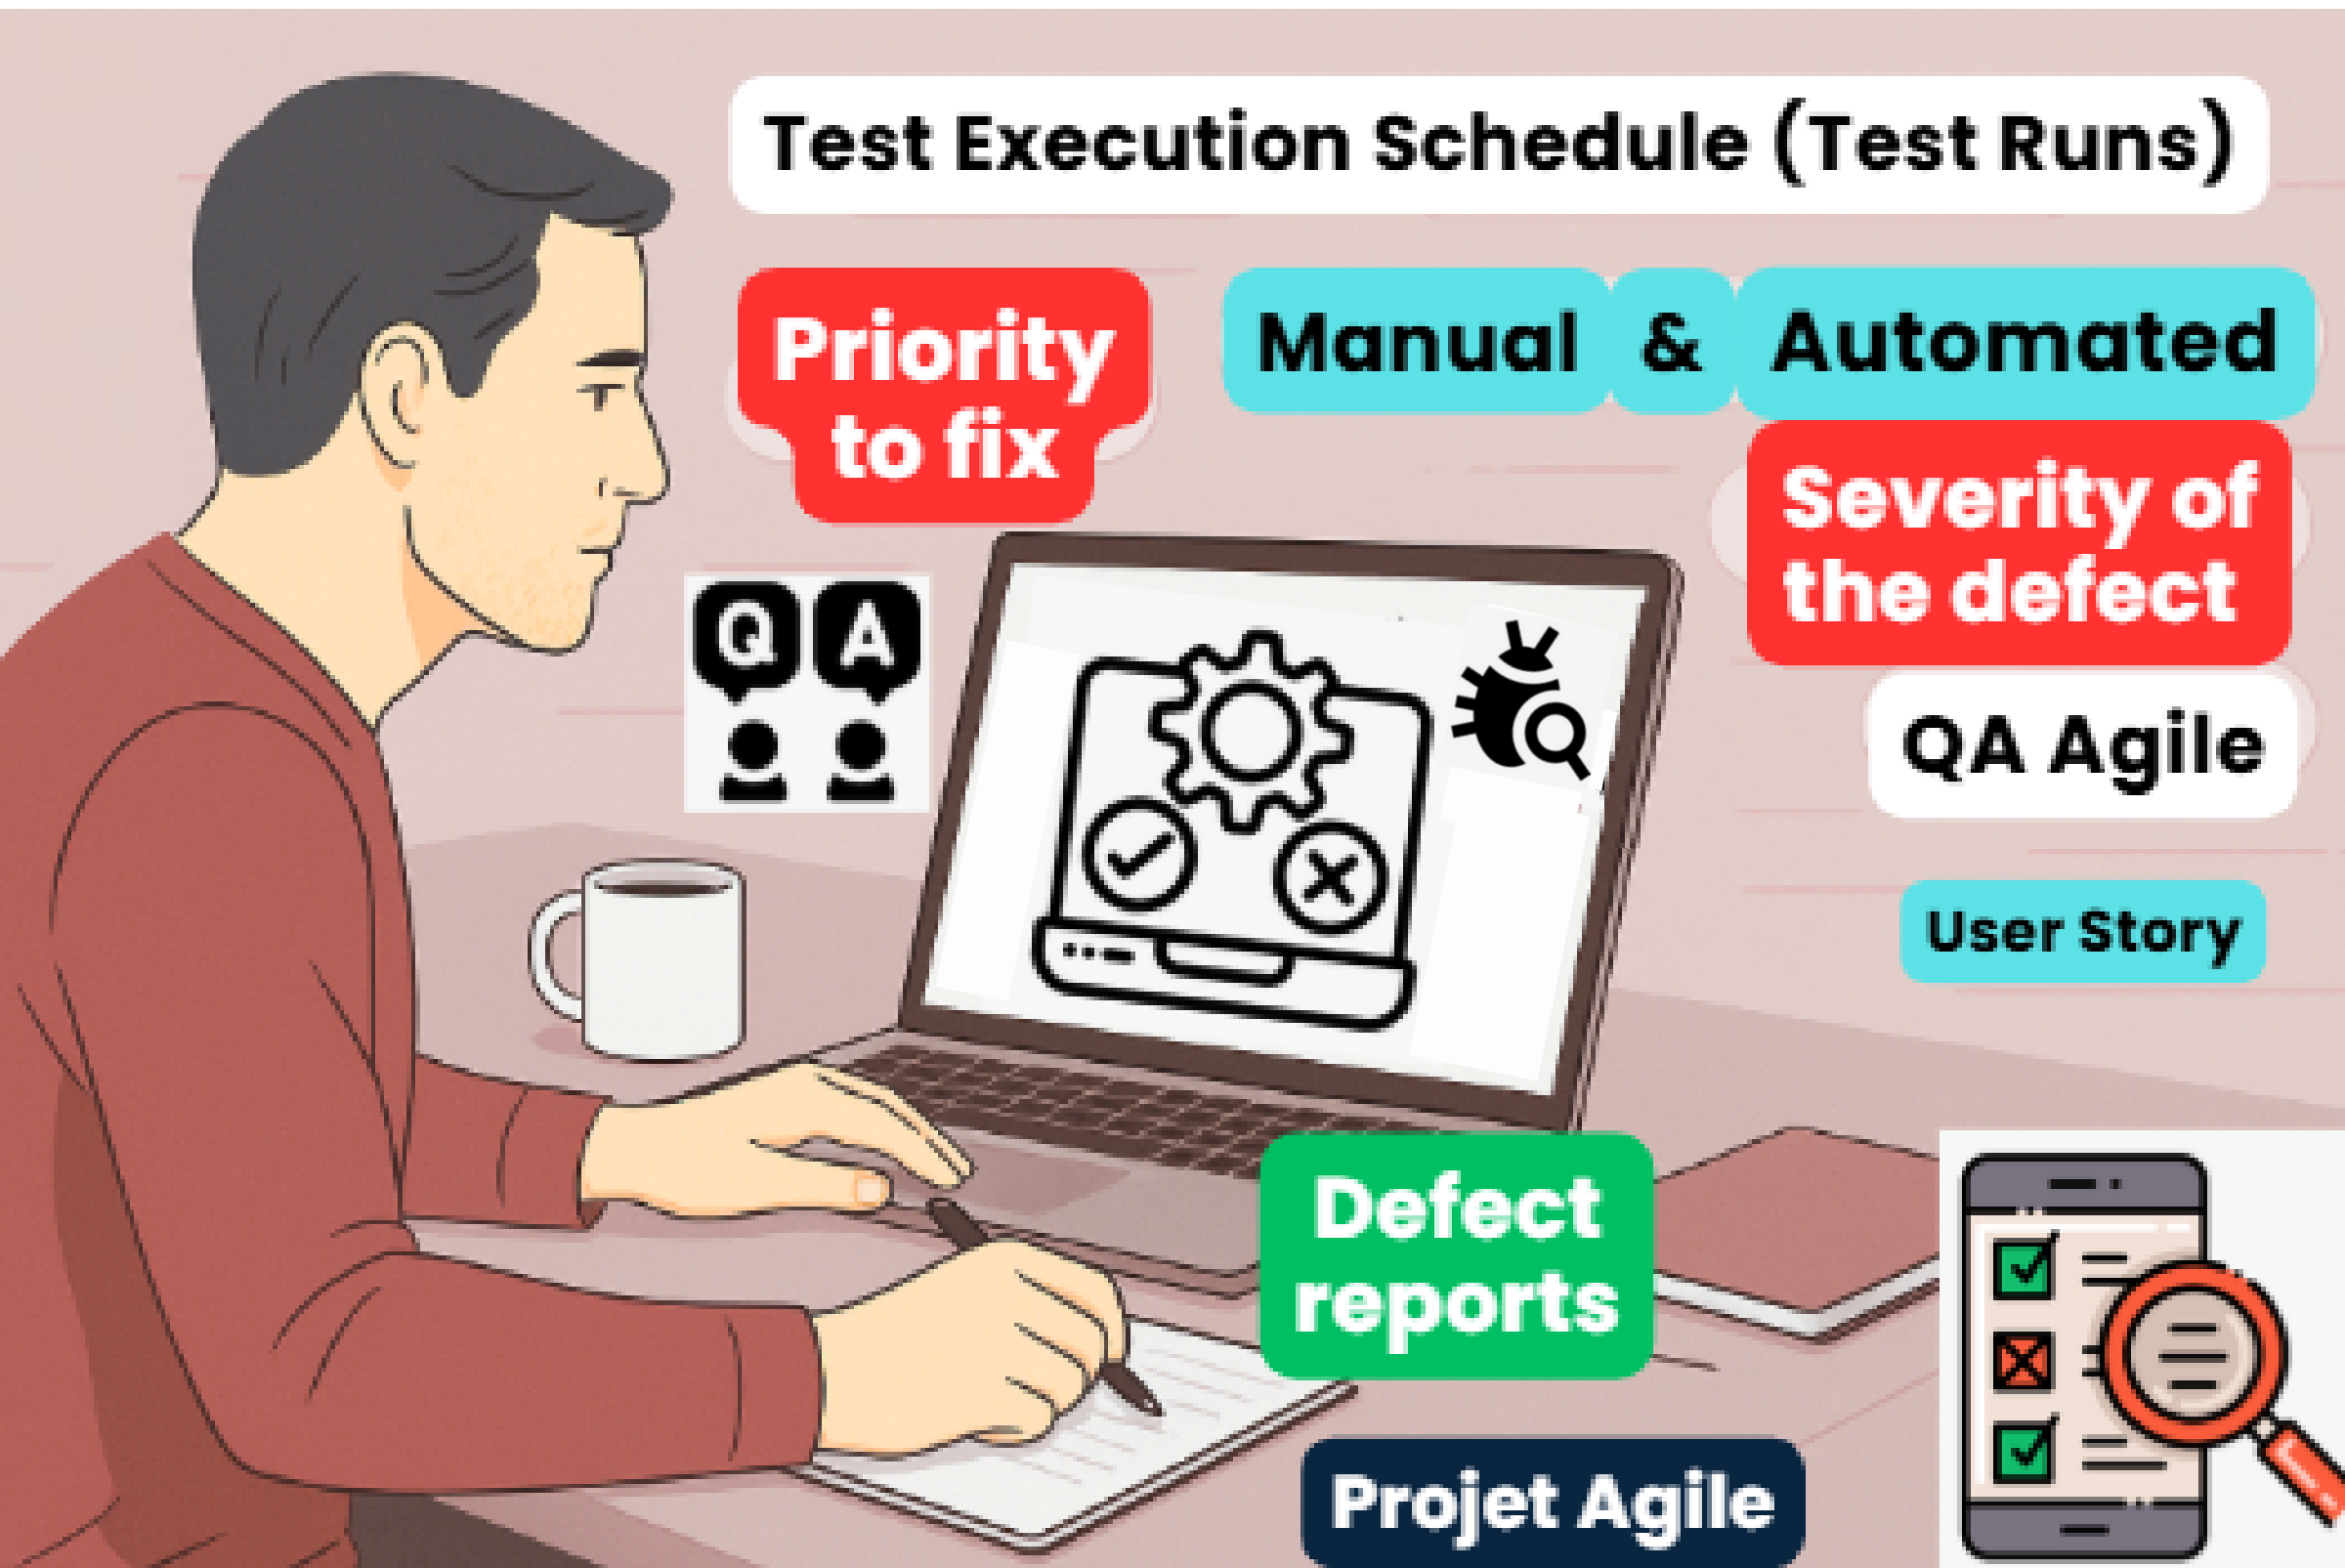 Test Execution Schedule (Test Runs)
Priority
to fix
Manual & Automated
Severity of
the defect
Q A
QA Agile
User Story
Defect
reports
Projet Agile